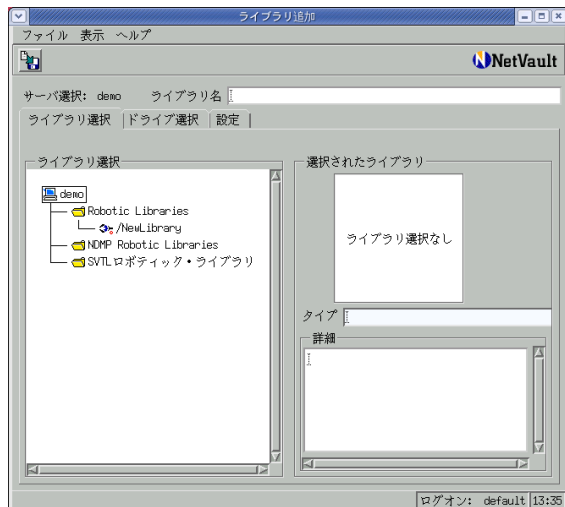 ライブラリ追加
ファイル 表示 ヘルプ
NetVault
サーバ選択: demo ライブラリ名
ライブラリ選択 ドライブ選択 設定
ライブラリ選択
demo
Robotic Libraries
/NewLibrary
NDMP Robotic Libraries
SVTLロボティック・ライブラリ
選択されたライブラリ
ライブラリ選択なし
タイプ
詳細
ログオン: default 13:35